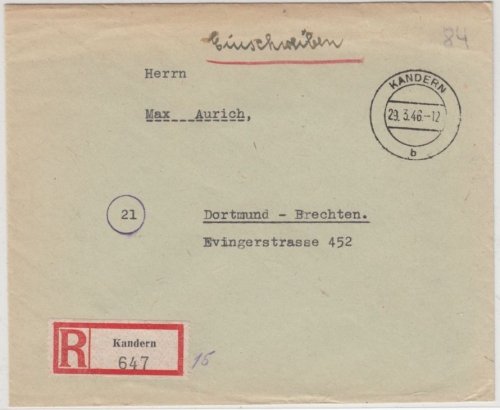 Einschreiben
84
Herrn
Max Aurich,
KANDERN
29.3.46.-12
b
21
Dortmund - Brechten.
Evingerstrasse 452
R
Kandern
647
15